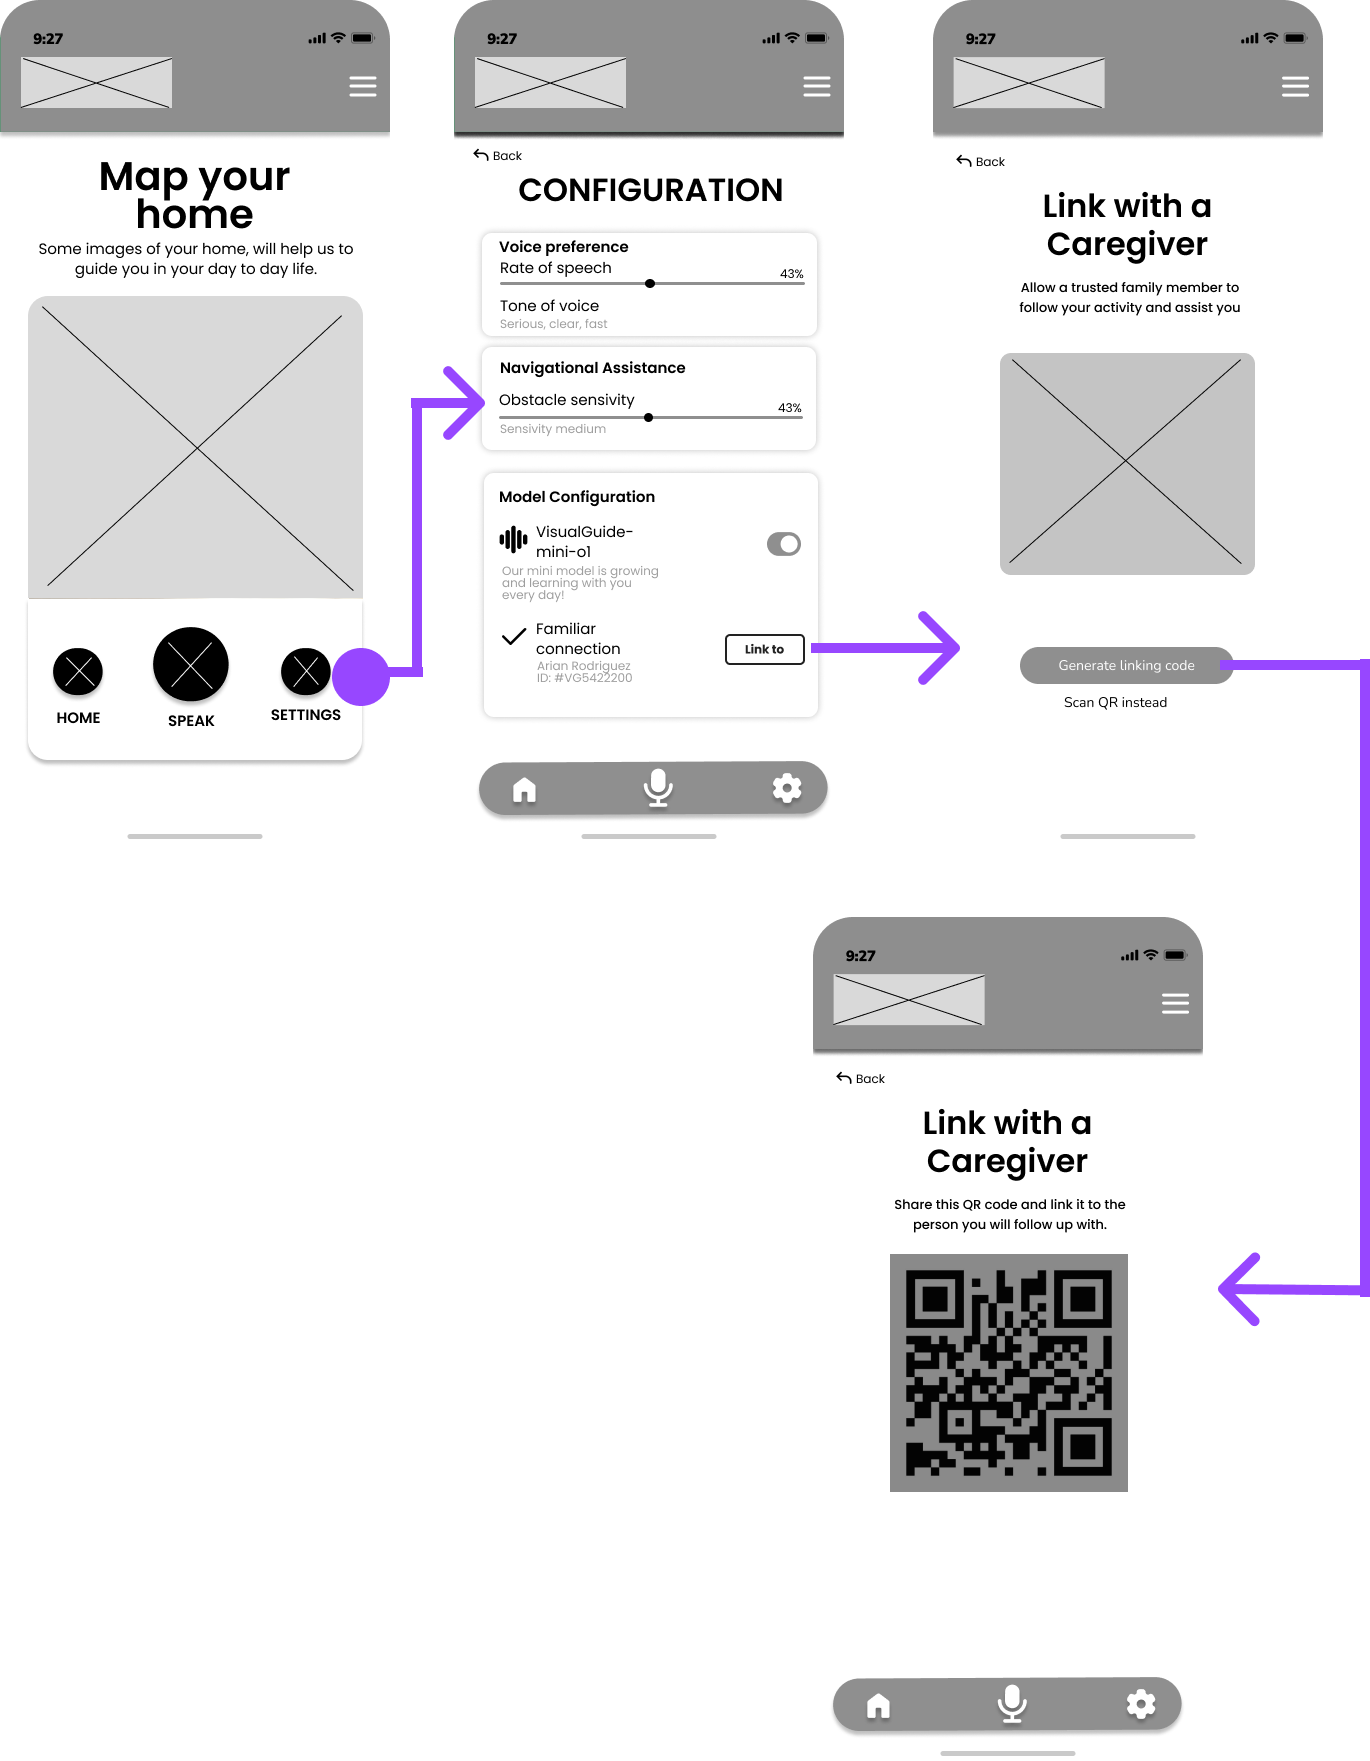 9:27
Map your
home
Some images of your home, will help us to
guide you in your day to day life.
HOME
SPEAK
SETTINGS
9:27
Back
CONFIGURATION
Voice preference
Rate of speech
43%
Tone of voice
Serious, clear, fast
Navigational Assistance
Obstacle sensivity
43%
Sensivity medium
Model Configuration
VisualGuide-
mini-o1
Our mini model is growing
and learning with you
every day!
Familiar
connection
Arian Rodriguez
ID: #VG5422200
Link to
9:27
Back
Link with a
Caregiver
Allow a trusted family member to
follow your activity and assist you
Generate linking code
Scan QR instead
9:27
Back
Link with a
Caregiver
Share this QR code and link it to the
person you will follow up with.